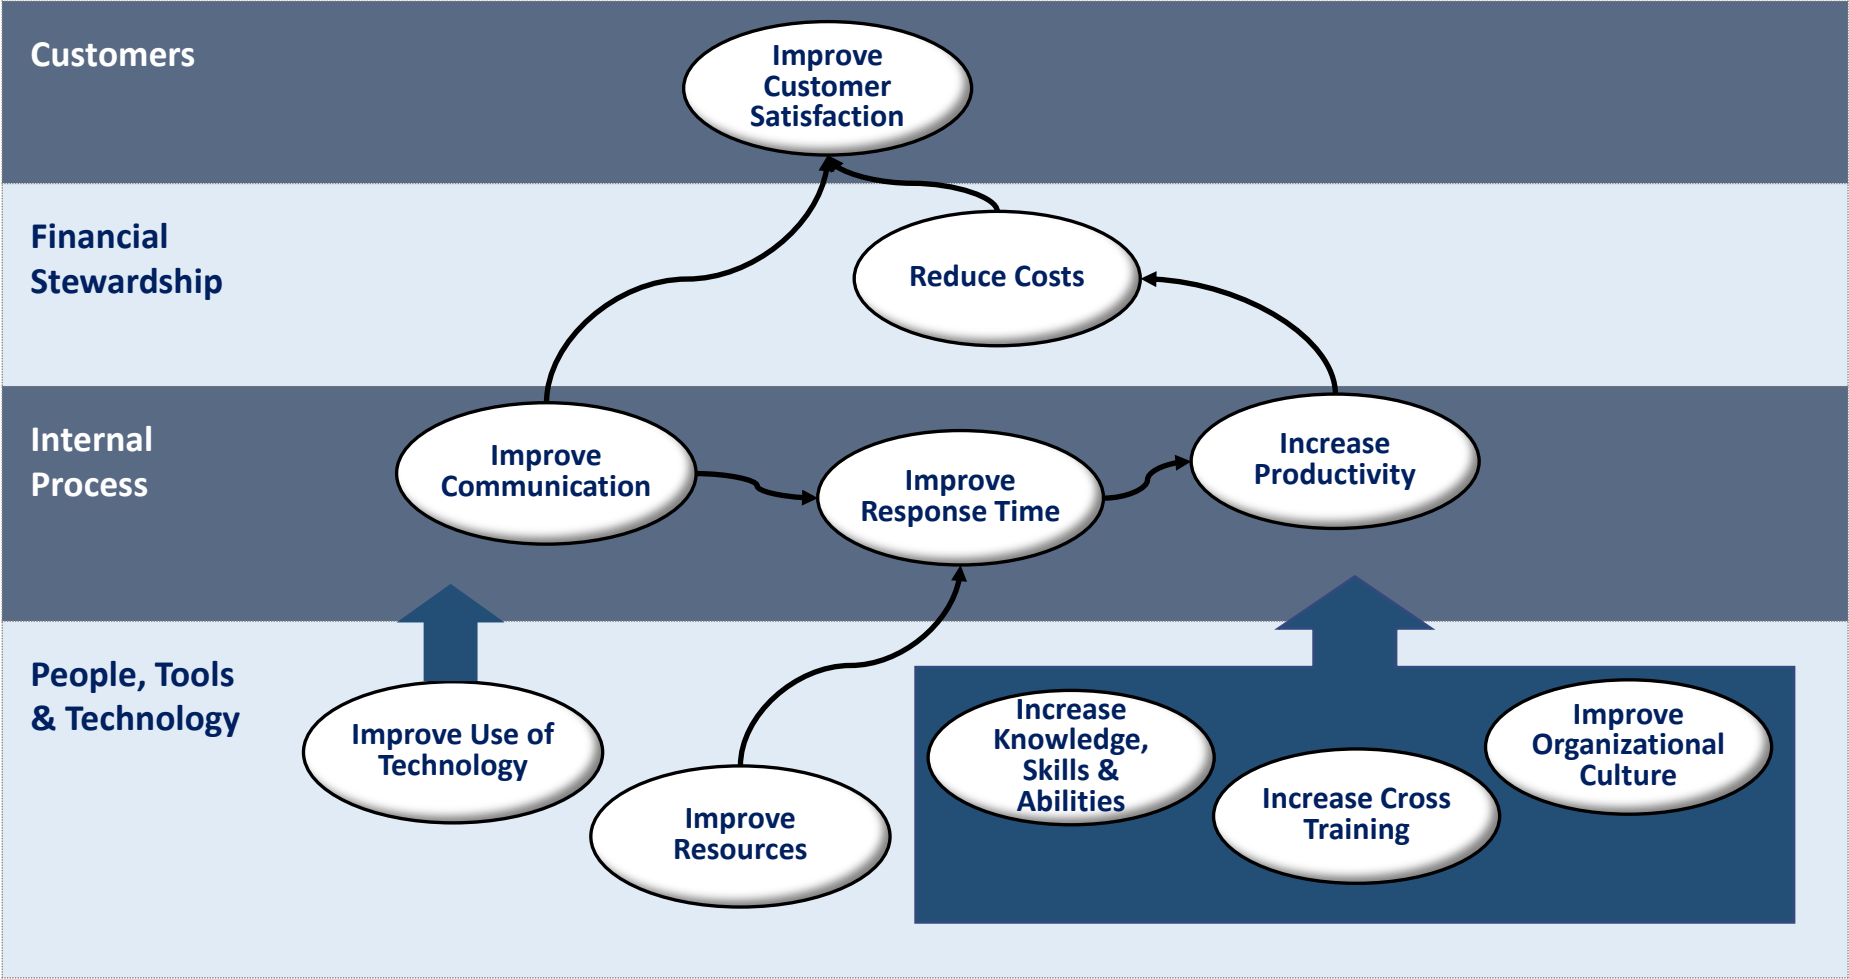 Customers
Improve
Customer
Satisfaction
Financial
Stewardship
Reduce Costs
Internal
Process
Improve
Communication
Improve
Response Time
Increase
Productivity
People, Tools
& Technology
Improve Use of
Technology
Improve
Resources
Increase
Knowledge,
Skills &
Abilities
Increase Cross
Training
Improve
Organizational
Culture